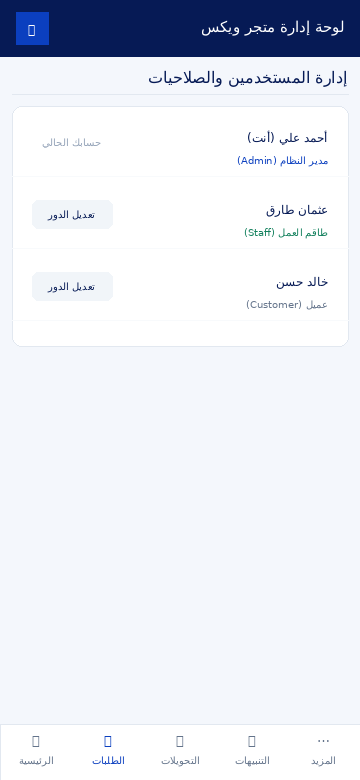 لوحة إدارة متجر ويكس
إدارة المستخدمين والصلاحيات
أحمد علي (أنت)
مدير النظام (Admin)
حسابك الحالي
عثمان طارق
طاقم العمل (Staff)
تعديل الدور
خالد حسن
عميل (Customer)
تعديل الدور
المزيد
التنبيهات
التحويلات
الطلبات
الرئيسية